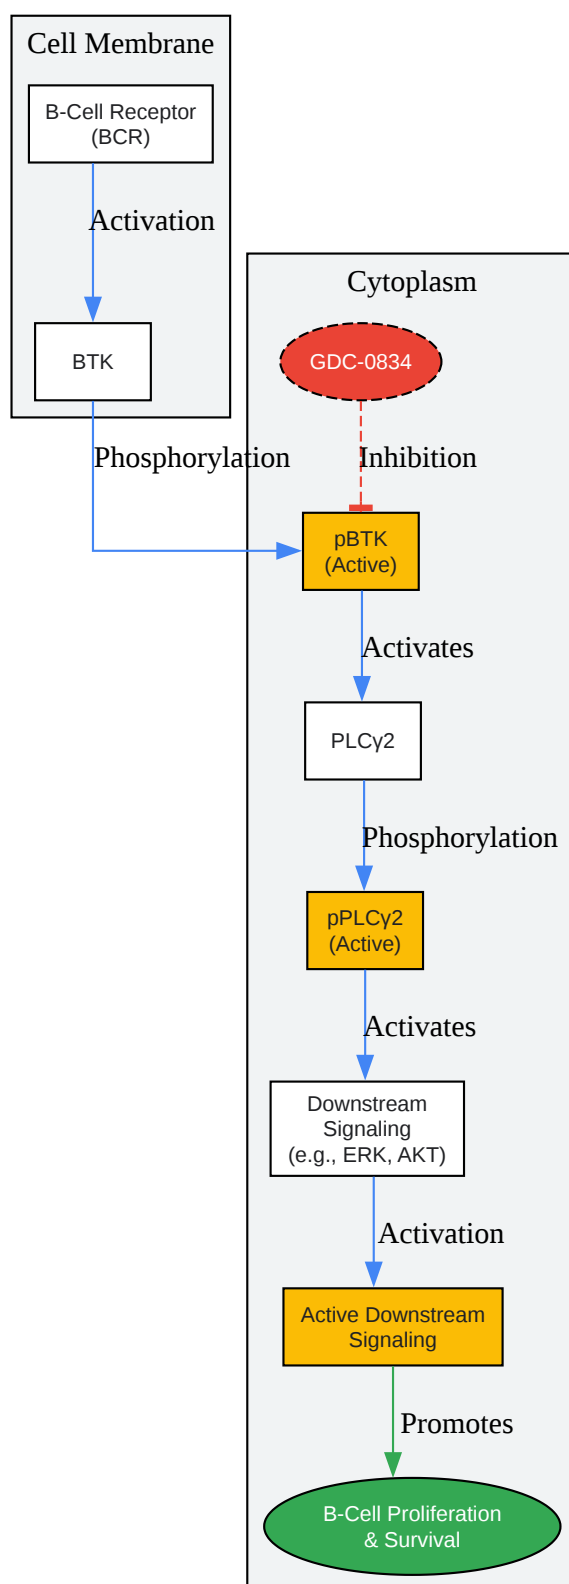 Cell Membrane
B-Cell Receptor
(BCR)
Activation
BTK
Phosphorylation
Cytoplasm
GDC-0834
Inhibition
pBTK
(Active)
Activates
PLCγ2
Phosphorylation
pPLCγ2
(Active)
Activates
Downstream
Signaling
(e.g., ERK, AKT)
Activation
Active Downstream
Signaling
Promotes
B-Cell Proliferation
& Survival